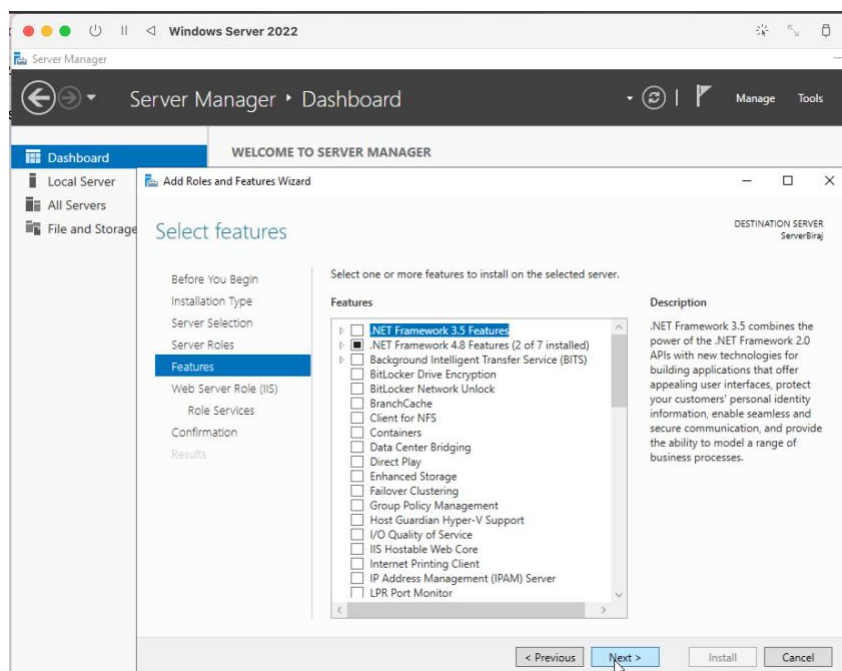 Windows Server 2022
Server Manager
Server Manager ‣ Dashboard
Manage Tools
Dashboard
Local Server
All Servers
File and Storage
WELCOME TO SERVER MANAGER
Add Roles and Features Wizard
Select features
DESTINATION SERVER
ServerBiraj
Before You Begin
Installation Type
Server Selection
Server Roles
Features
Web Server Role (IIS)
Role Services
Confirmation
Results
Select one or more features to install on the selected server.
Features
.NET Framework 3.5 Features
.NET Framework 4.8 Features (2 of 7 installed)
Background Intelligent Transfer Service (BITS)
BitLocker Drive Encryption
BitLocker Network Unlock
BranchCache
Client for NFS
Containers
Data Center Bridging
Direct Play
Enhanced Storage
Failover Clustering
Group Policy Management
Host Guardian Hyper-V Support
I/O Quality of Service
IIS Hostable Web Core
Internet Printing Client
IP Address Management (IPAM) Server
LPR Port Monitor
Description
.NET Framework 3.5 combines the
power of the .NET Framework 2.0
APIs with new technologies for
building applications that offer
appealing user interfaces, protect
your customers' personal identity
information, enable seamless and
secure communication, and provide
the ability to model a range of
business processes.
< Previous
Next >
Install
Cancel